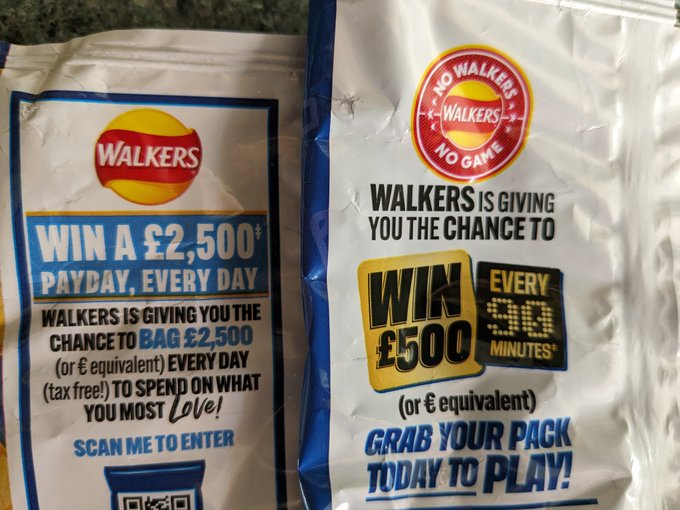 WALKERS
WIN A £2,500‡
PAYDAY, EVERY DAY
WALKERS IS GIVING YOU THE
CHANCE TO BAG £2,500
(or € equivalent) EVERY DAY
(tax free!) TO SPEND ON WHAT
YOU MOST Love!
SCAN ME TO ENTER
NO WALKERS
WALKERS
NO GAME
WALKERS IS GIVING
YOU THE CHANCE TO
WIN
£500
EVERY
90
MINUTES*
(or € equivalent)
GRAB YOUR PACK
TODAY TO PLAY!